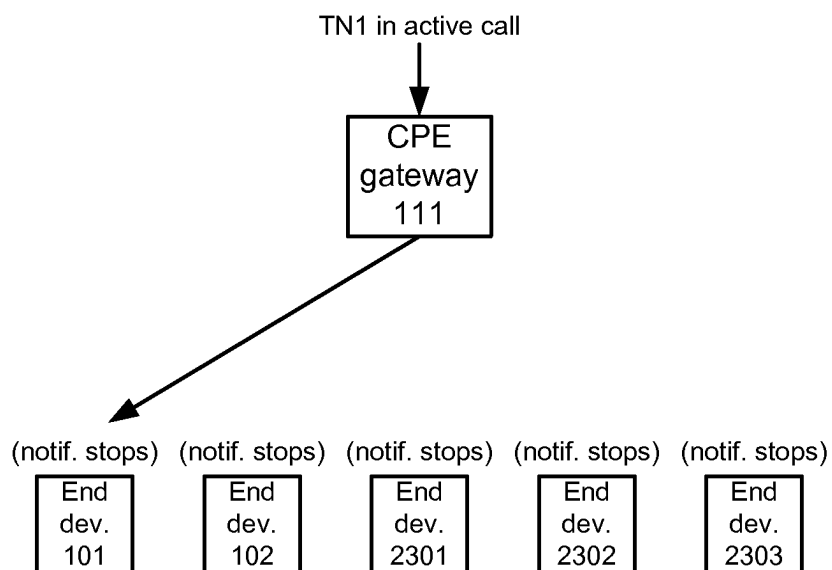 TN1 in active call
CPE
gateway
111
(notif. stops) (notif. stops) (notif. stops) (notif. stops) (notif. stops)
End End End End End
dev. dev. dev. dev. dev.
101 102 2301 2302 2303